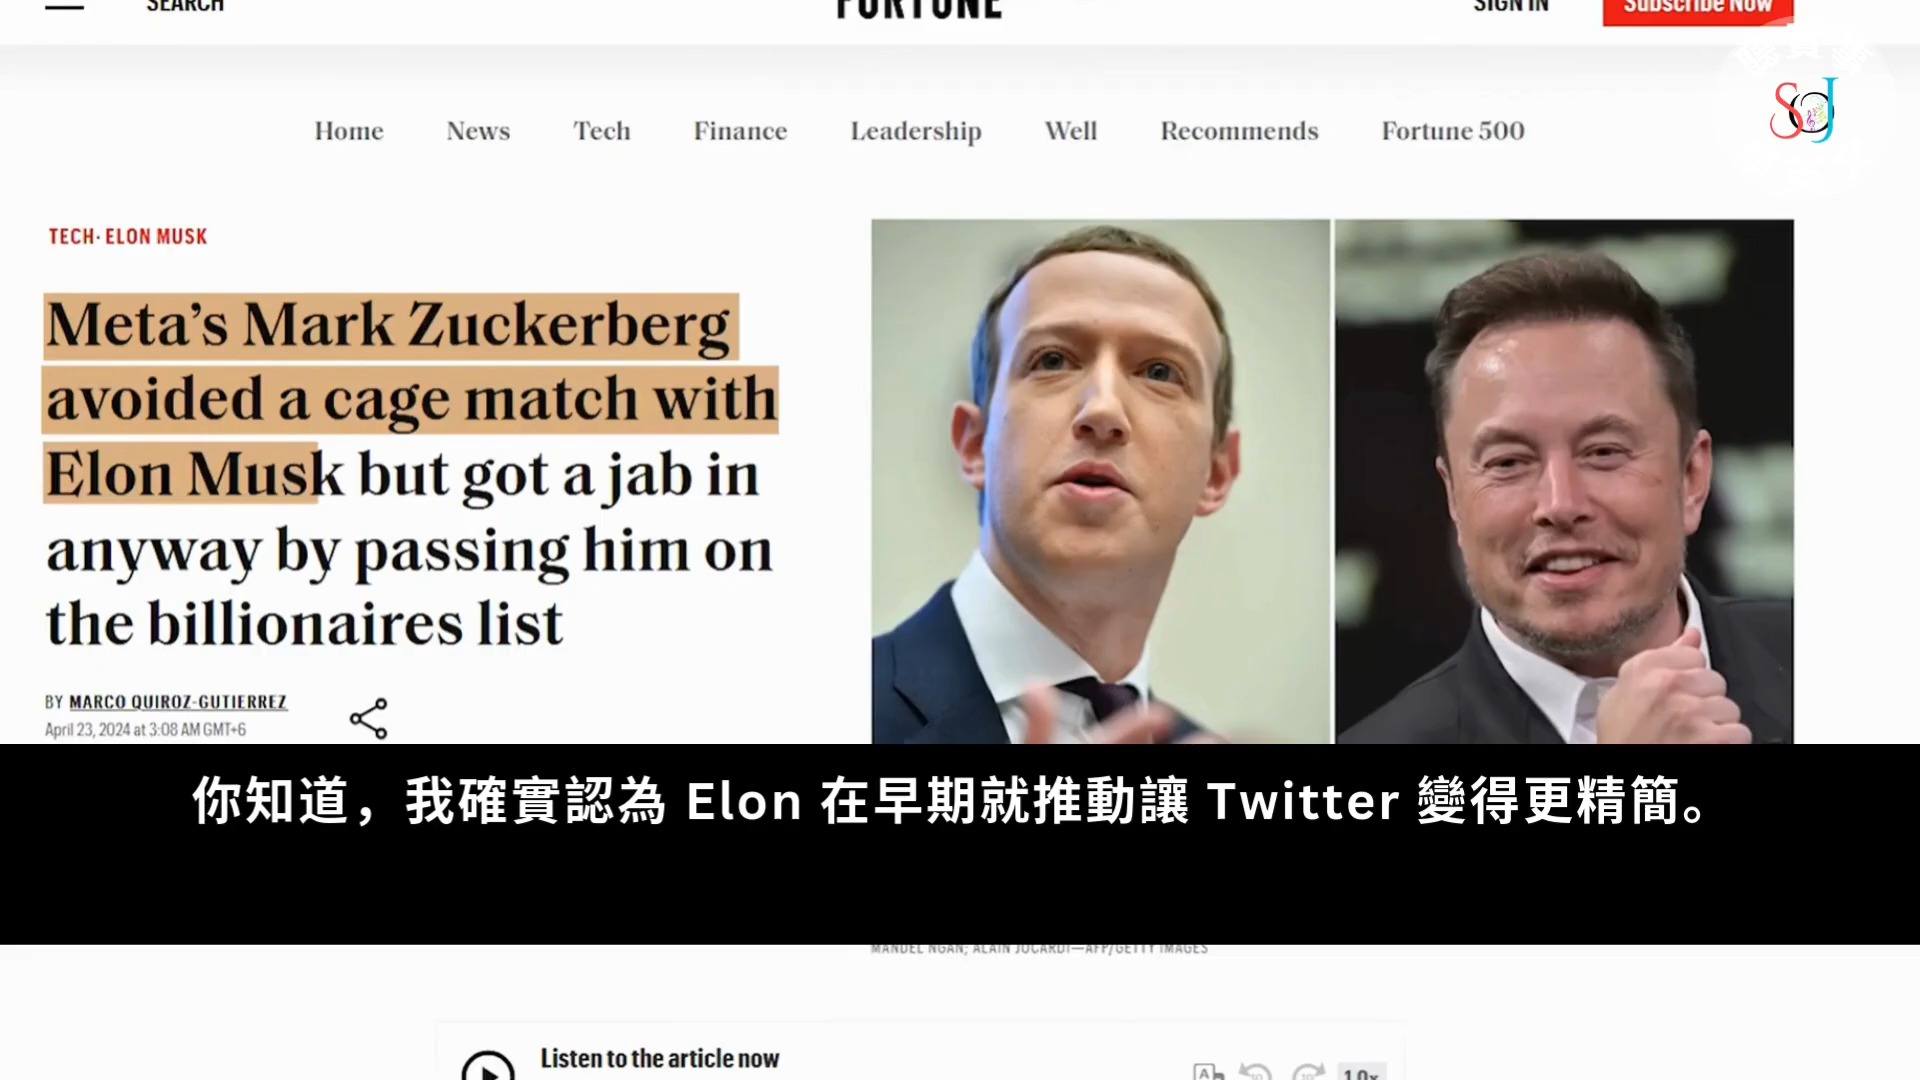 SEARCH
FORTUNE
SIGN IN
Subscribe Now
SOJ
Home News Tech Finance Leadership Well Recommends Fortune 500
TECH · ELON MUSK
Meta’s Mark Zuckerberg
avoided a cage match with
Elon Musk but got a jab in
anyway by passing him on
the billionaires list
BY MARCO QUIROZ-GUTIERREZ
April 23, 2024 at 3:08 AM GMT+6
你知道，我確實認為 Elon 在早期就推動讓 Twitter 變得更精簡。
MANDEL NGAN; ALAIN JOCARD—AFP/GETTY IMAGES
Listen to the article now
1.0x